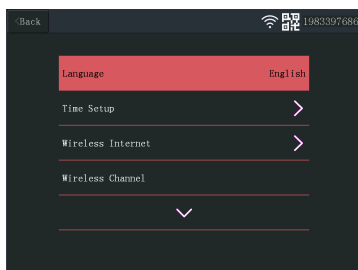 <Back
1983397686
Language English
Time Setup
Wireless Internet
Wireless Channel